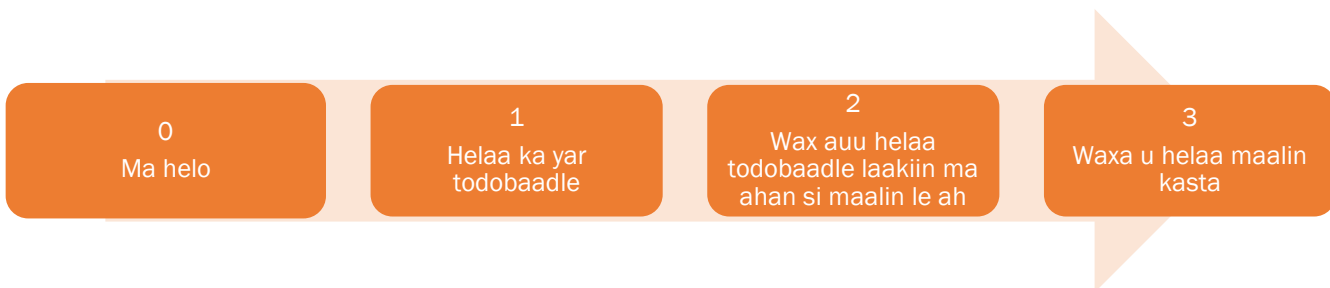 0
Ma helo
1
Helaa ka yar
todobaadle
2
Wax auu helaa
todobaadle laakiin ma
ahan si maalin le ah
3
Waxa u helaa maalin
kasta